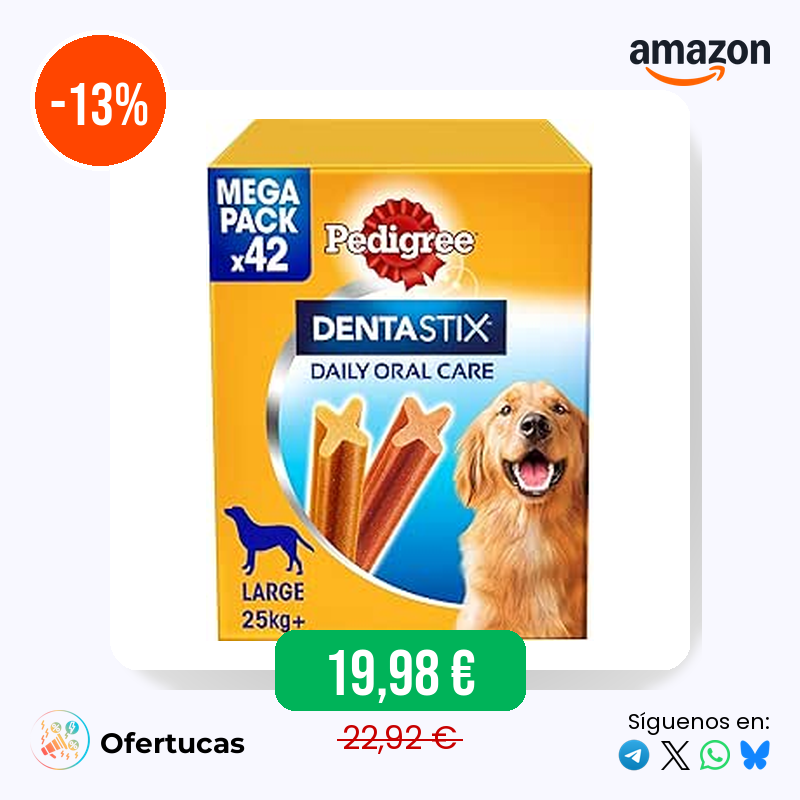 -13%
amazon
MEGA
PACK
x42
Pedigree
DENTASTIX
DAILY ORAL CARE
LARGE
25kg+
19,98 €
22,92 €
Ofertucas
Síguenos en: